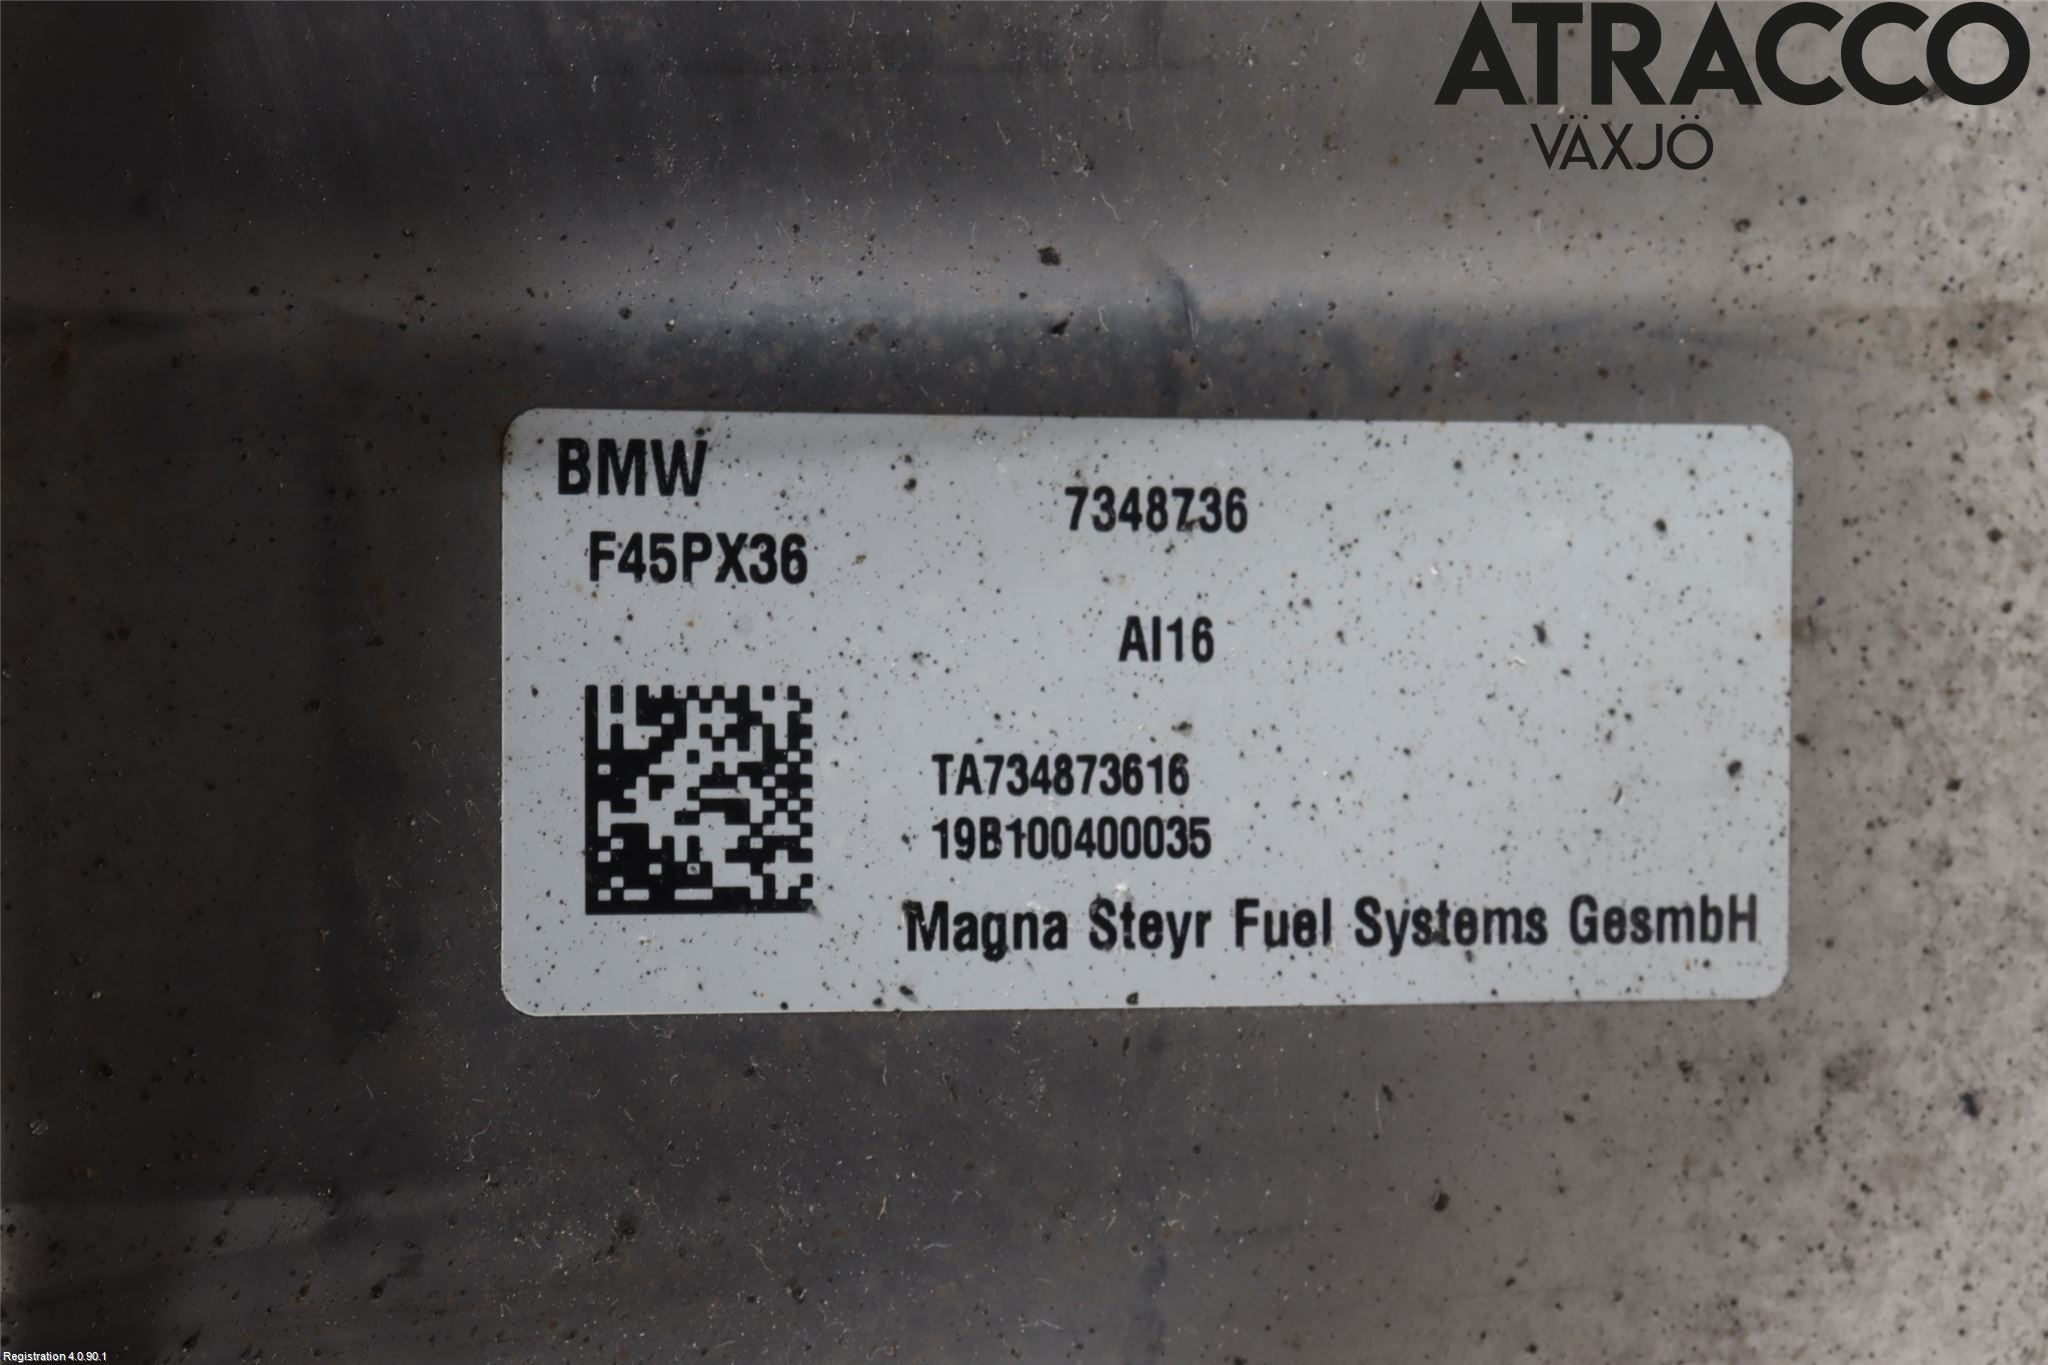 ATRACCO
VÄXJÖ
BMW
7348736
F45PX36
AI16
TA734873616
19B100400035
Magna Steyr Fuel Systems GesmbH
Registration 4.0.90.1